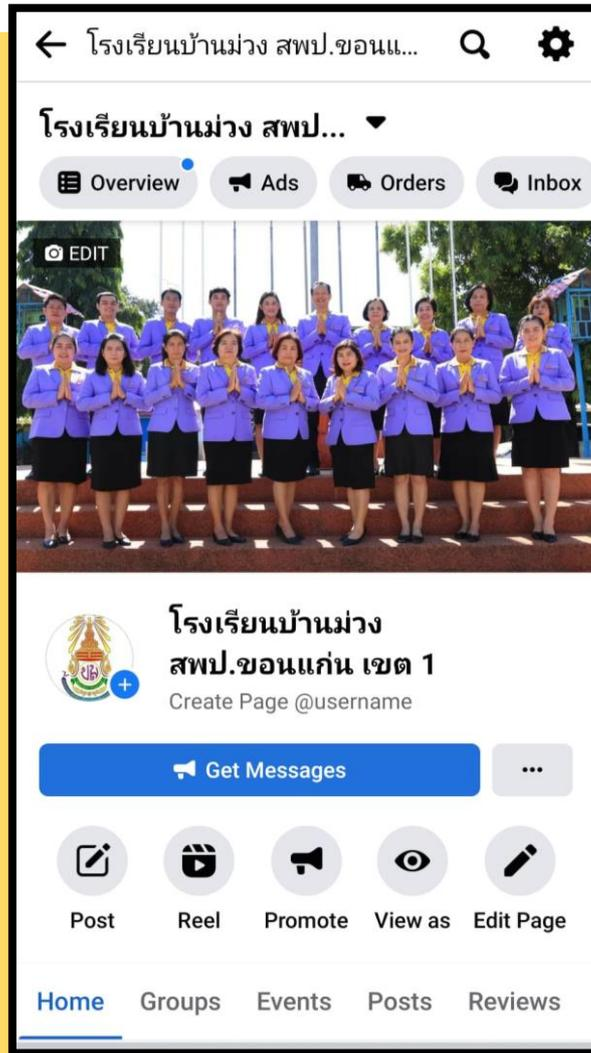 โรงเรียนบ้านม่วง สพป.ขอนแ...
โรงเรียนบ้านม่วง สพป...
Overview Ads Orders Inbox
EDIT
โรงเรียนบ้านม่วง
สพป.ขอนแก่น เขต 1
Create Page @username
Get Messages
Post Reel Promote View as Edit Page
Home Groups Events Posts Reviews